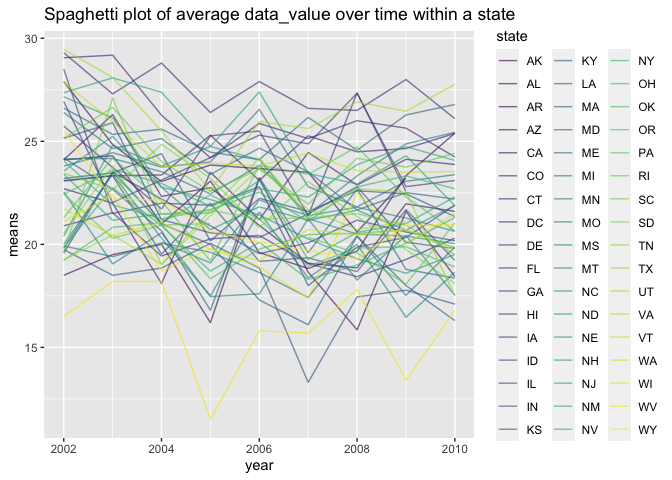 Spaghetti plot of average data_value over time within a state
means
30
25
20
15
2002
2004
2006
2008
2010
year
state
AK
AL
AR
AZ
CA
CO
CT
DC
DE
FL
GA
HI
IA
ID
IL
IN
KS
KY
LA
MA
MD
ME
MI
MN
MO
MS
MT
NC
ND
NE
NH
NJ
NM
NV
NY
OH
OK
OR
PA
RI
SC
SD
TN
TX
UT
VA
VT
WA
WI
WV
WY